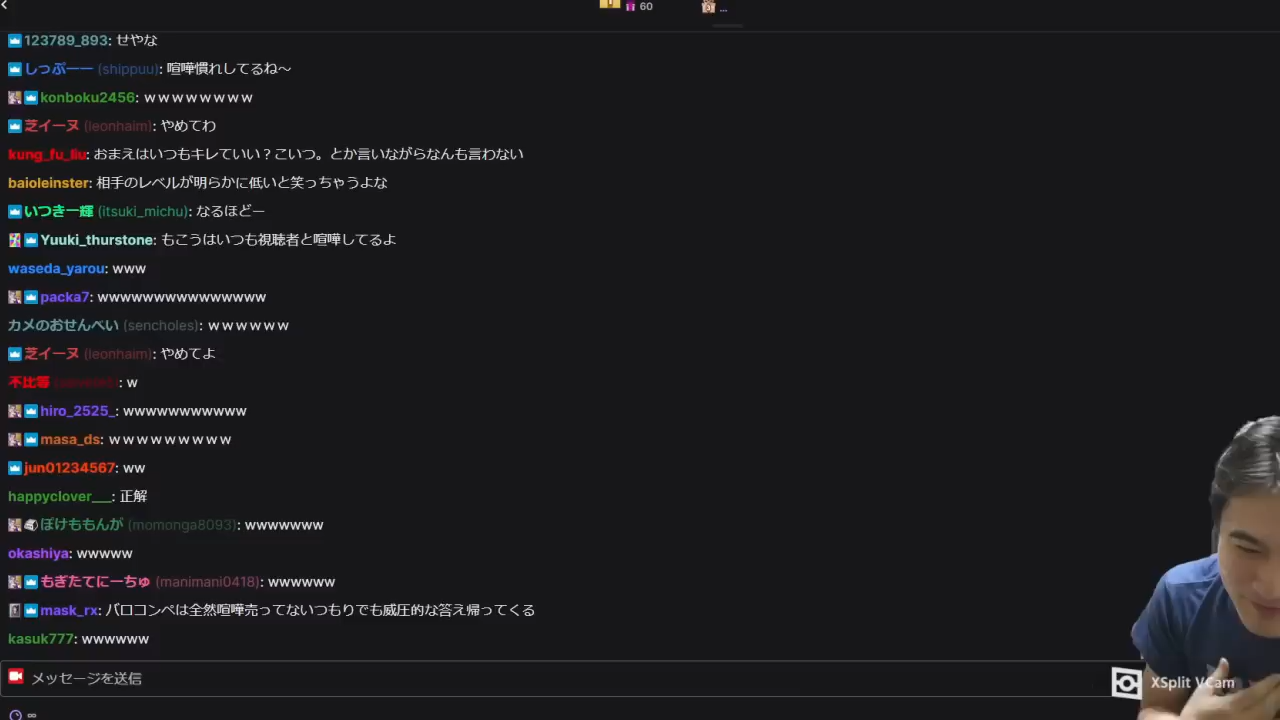 60
...
123789_893: せやな
しっぷーー (shippuu): 喧嘩慣れしてるね～
konboku2456: ｗｗｗｗｗｗｗｗ
芝イーヌ (leonhaim): やめてわ
kung_fu_liu: おまえはいつもキレていい？こいつ。とか言いながらなんも言わない
baioleinster: 相手のレベルが明らかに低いと笑っちゃうよな
いつき一輝 (itsuki_michu): なるほどー
Yuuki_thurstone: もこうはいつも視聴者と喧嘩してるよ
waseda_yarou: www
packa7: wwwwwwwwwwwwwww
カメのおせんべい (sencholes): ｗｗｗｗｗｗ
芝イーヌ (leonhaim): やめてよ
不比等: w
hiro_2525_: wwwwwwwwwww
masa_ds: ｗｗｗｗｗｗｗｗｗ
jun01234567: ww
happyclover___: 正解
ぽけももんが (momonga8093): wwwwwww
okashiya: wwwww
もぎたてにーちゅ (manimani0418): wwwwww
mask_rx: バロコンペは全然喧嘩売ってないつもりでも威圧的な答え帰ってくる
kasuk777: wwwwww
メッセージを送信
XSplit VCam
∞